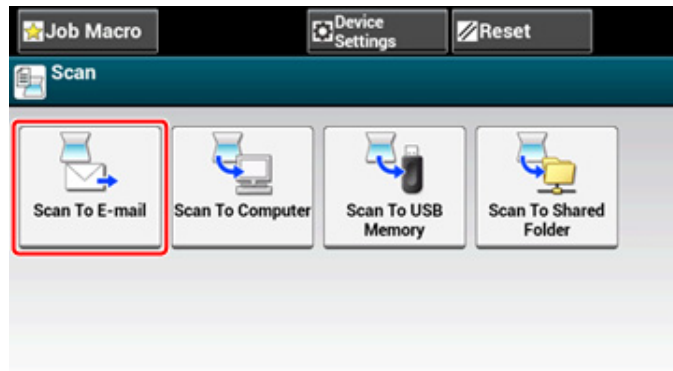 Job Macro
Device
Settings
Reset
Scan
Scan To E-mail
Scan To Computer
Scan To USB
Memory
Scan To Shared
Folder